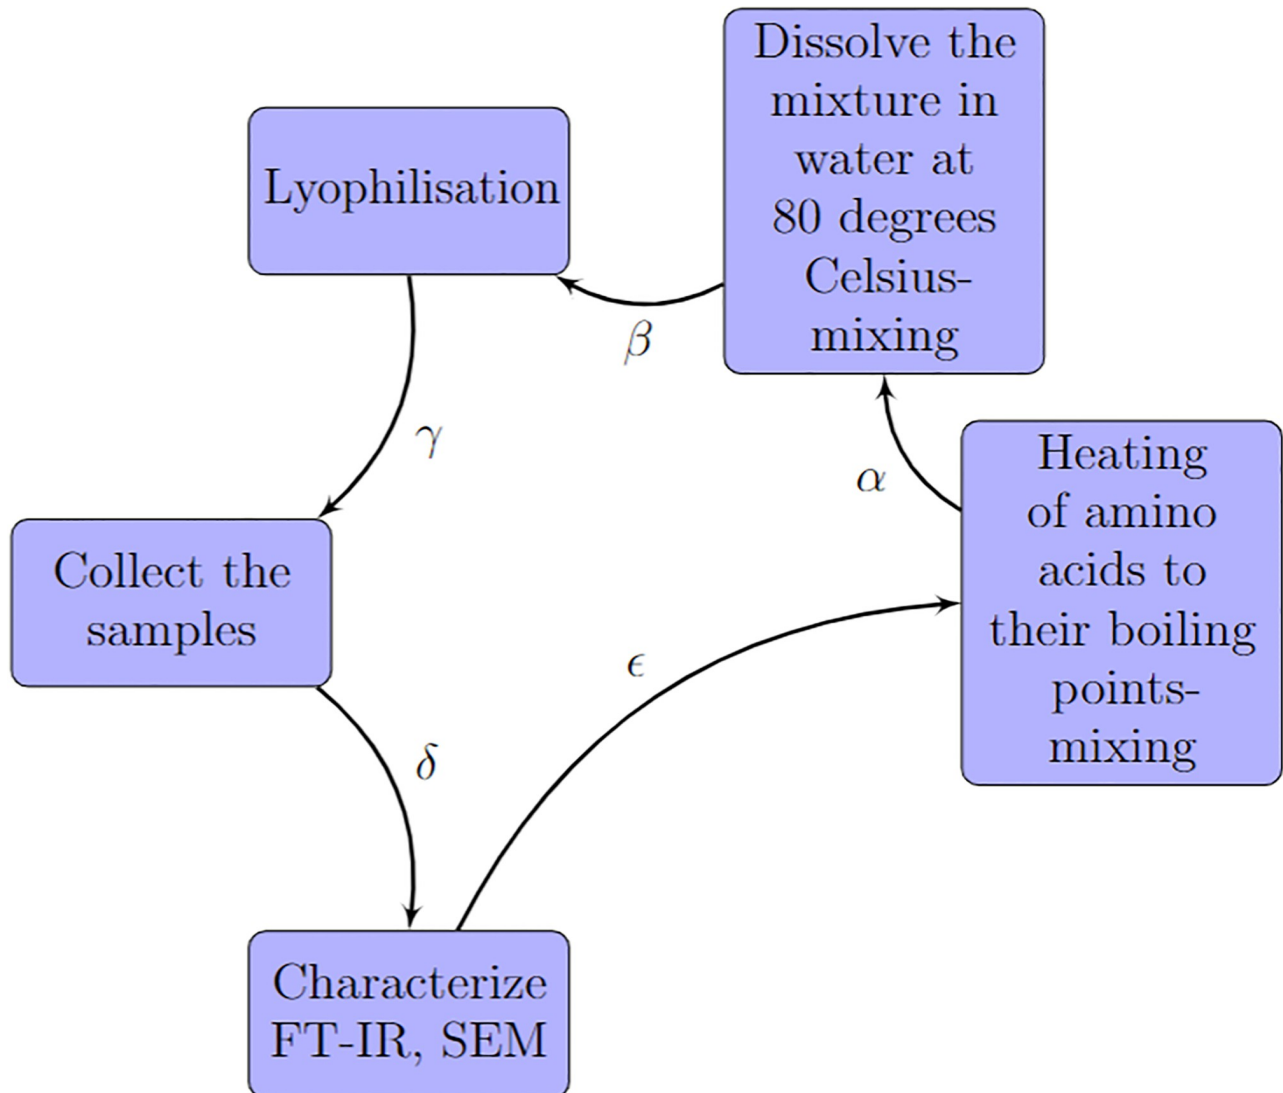 Dissolve the
mixture in
water at
80 degrees
Celsius-
mixing
Lyophilisation
β
γ
α
Heating
of amino
acids to
their boiling
points-
mixing
Collect the
samples
ϵ
δ
Characterize
FT-IR, SEM